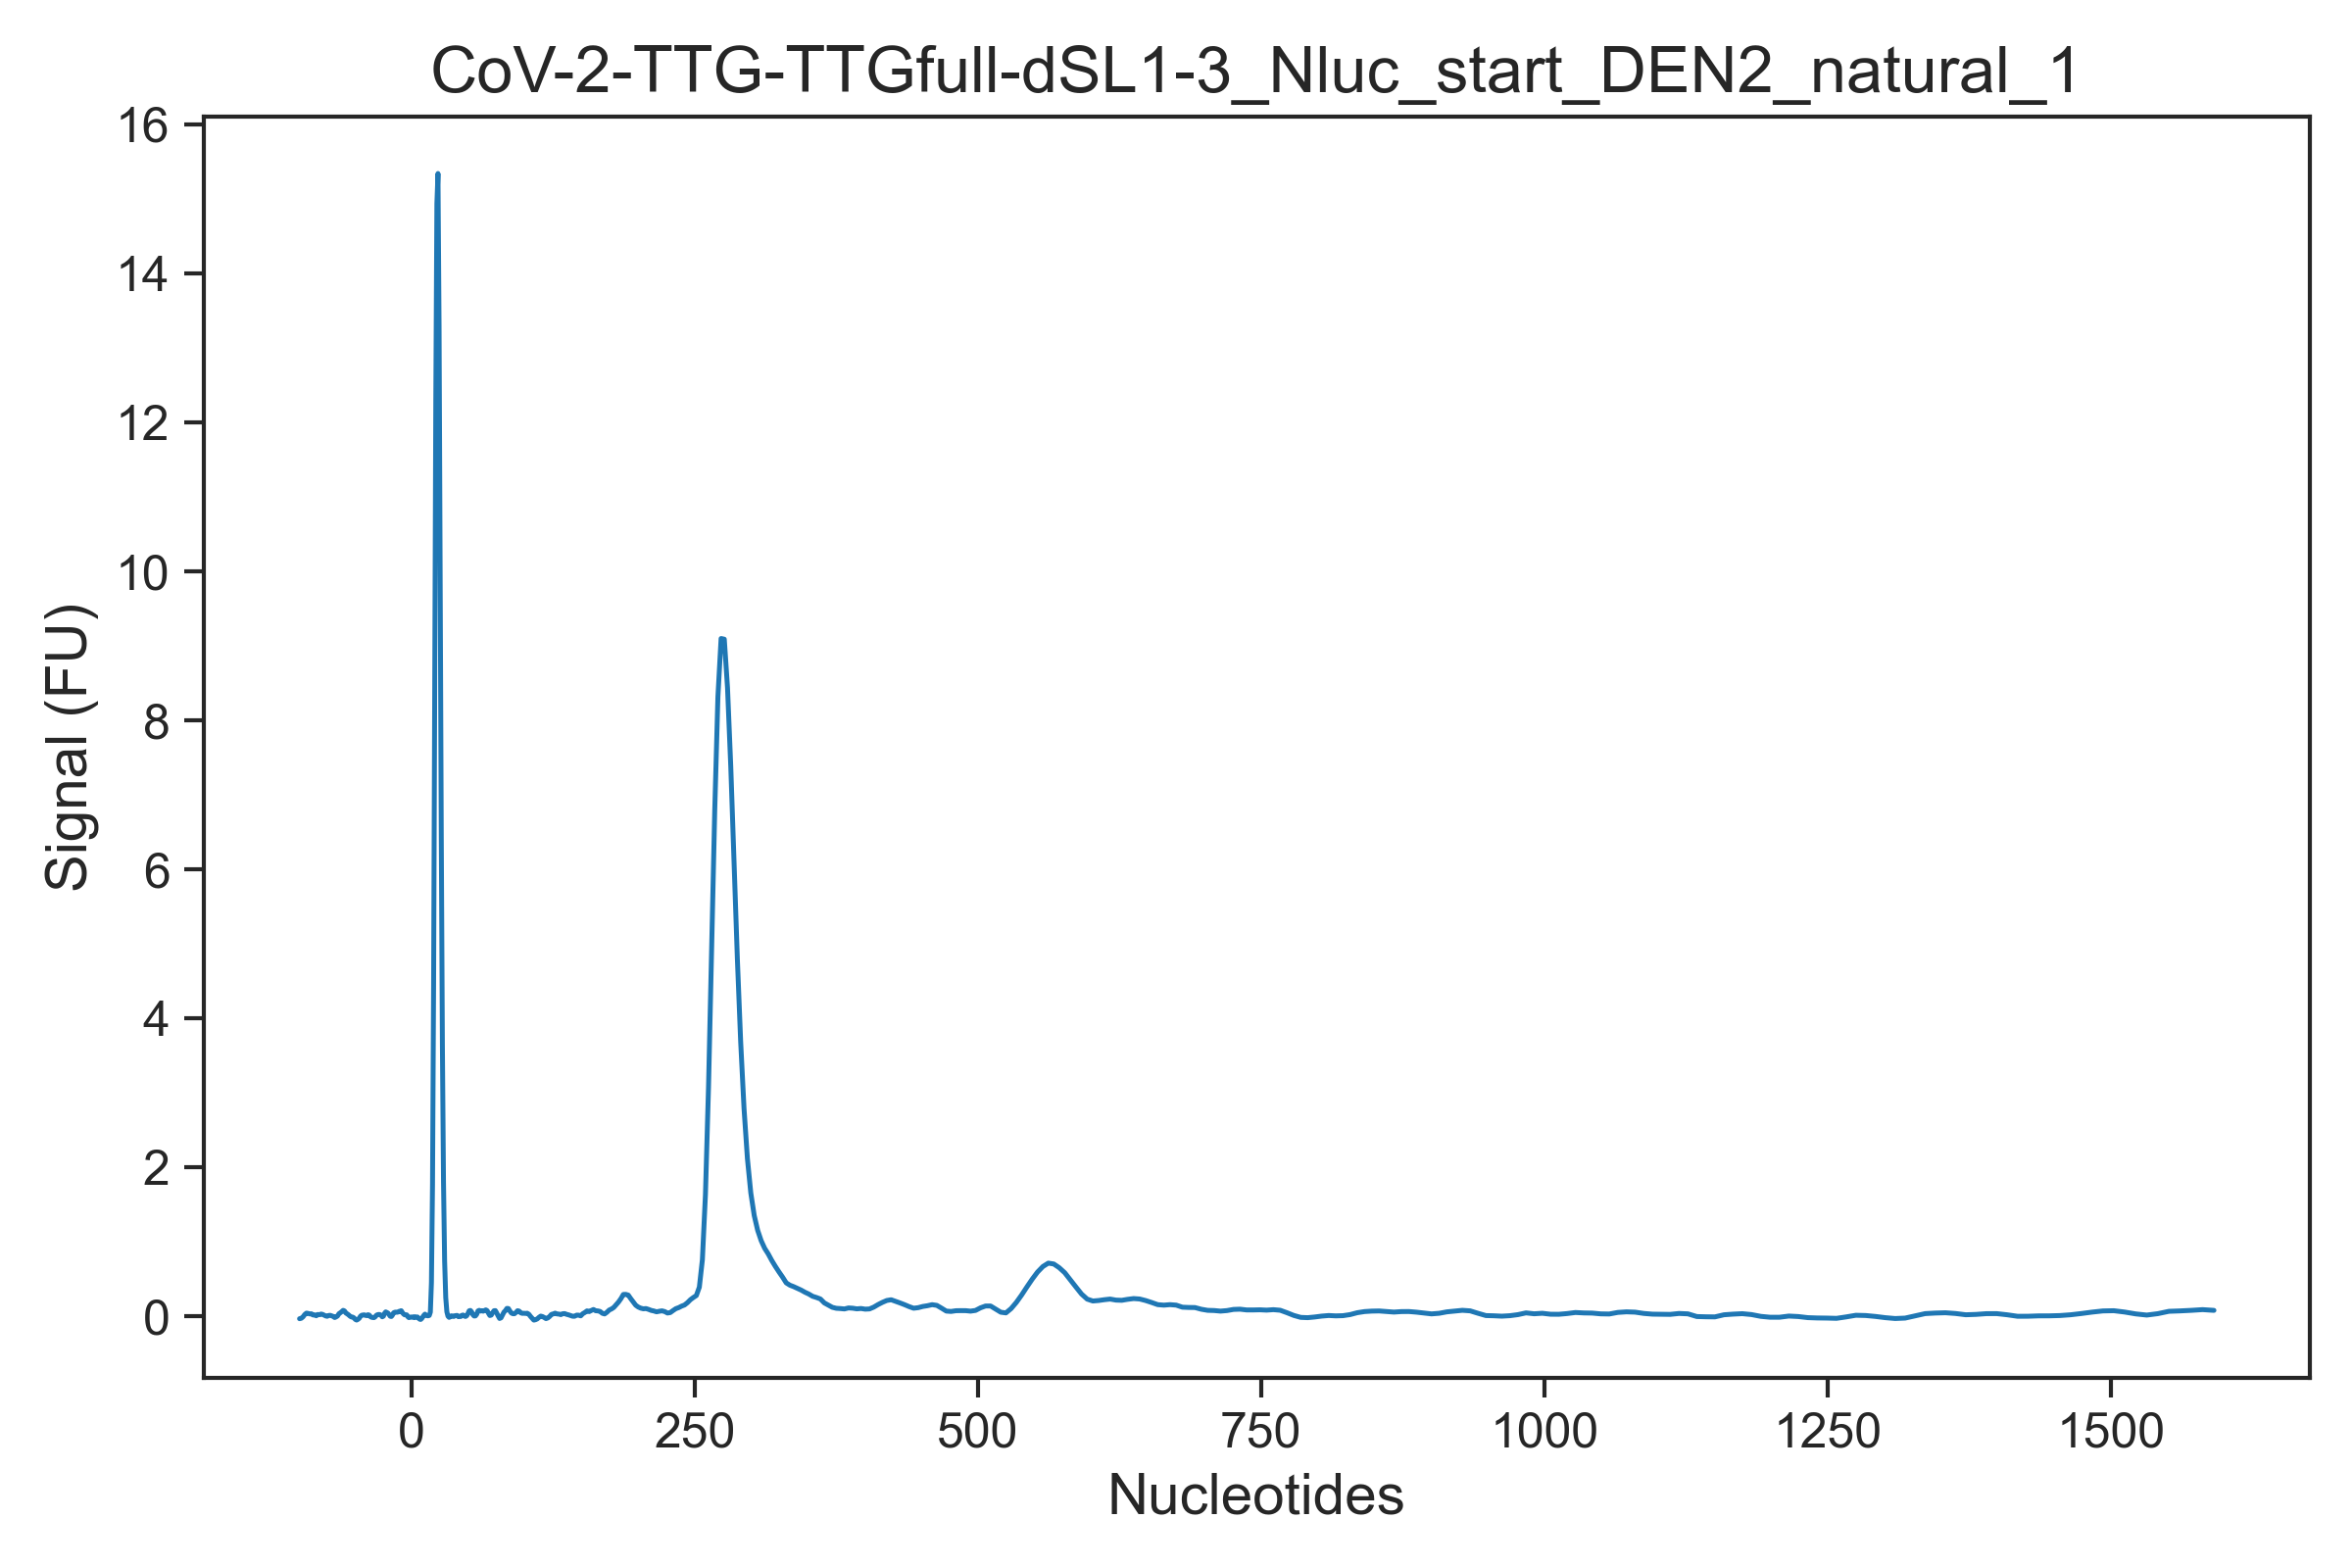 CoV-2-TTG-TTGfull-dSL1-3_Nluc_start_DEN2_natural_1
16
14
12
10
8
6
4
2
0
Signal (FU)
0 250 500 750 1000 1250 1500
Nucleotides